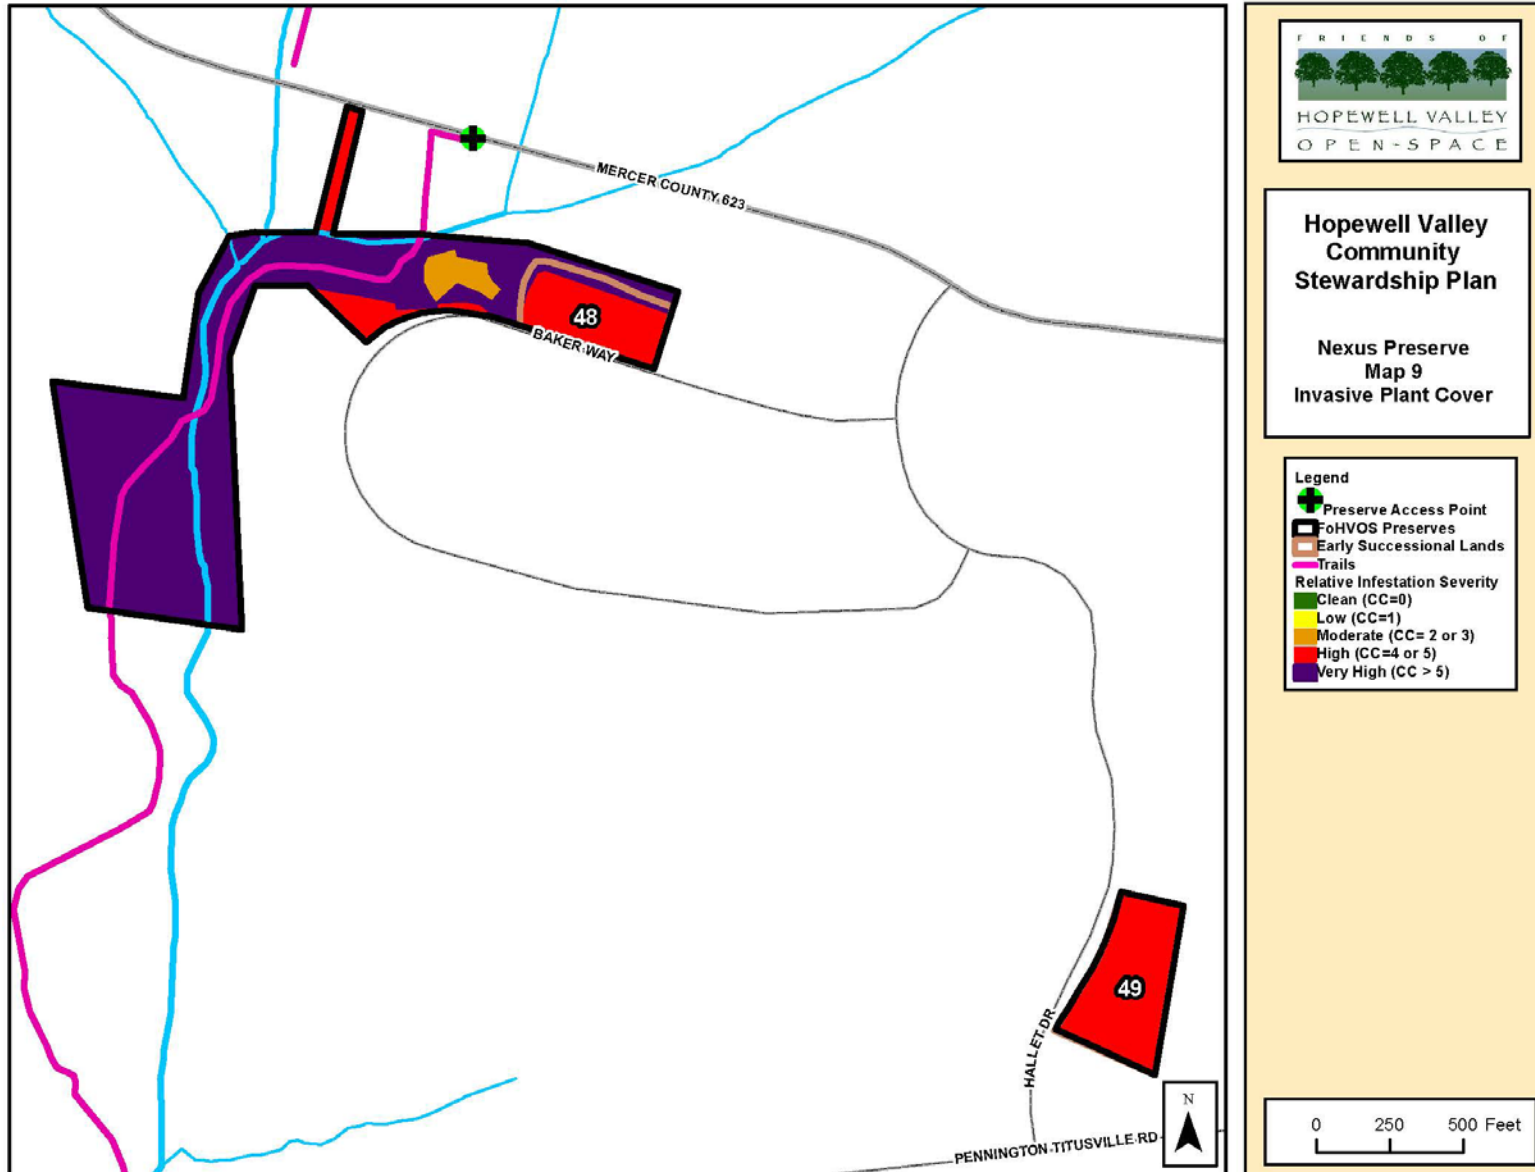 MERCER COUNTY 623
48
BAKER WAY
49
HALLET DR
PENNINGTON-TITUSVILLE RD
N
FRIENDS OF
HOPEWELL VALLEY
OPEN-SPACE
Hopewell Valley
Community
Stewardship Plan
Nexus Preserve
Map 9
Invasive Plant Cover
Legend
Preserve Access Point
FoHVOS Preserves
Early Successional Lands
Trails
Relative Infestation Severity
Clean (CC=0)
Low (CC=1)
Moderate (CC= 2 or 3)
High (CC=4 or 5)
Very High (CC > 5)
0 250 500 Feet